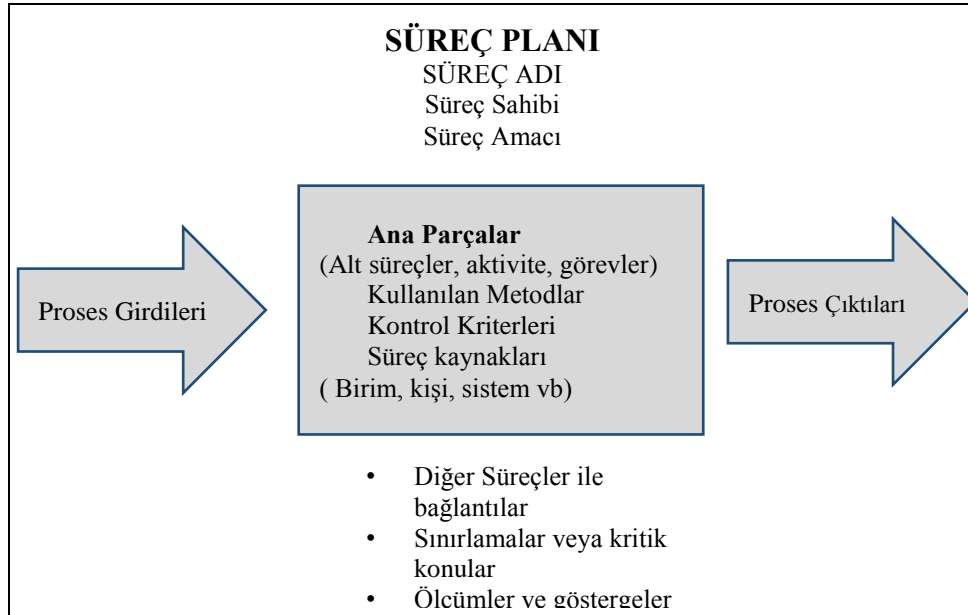 SÜREÇ PLANI
SÜREÇ ADI
Süreç Sahibi
Süreç Amacı
Proses Girdileri
Ana Parçalar
(Alt süreçler, aktivite, görevler)
Kullanılan Metodlar
Kontrol Kriterleri
Süreç kaynakları
( Birim, kişi, sistem vb)
Proses Çıktıları
• Diğer Süreçler ile
bağlantılar
• Sınırlamalar veya kritik
konular
• Ölçümler ve göstergeler